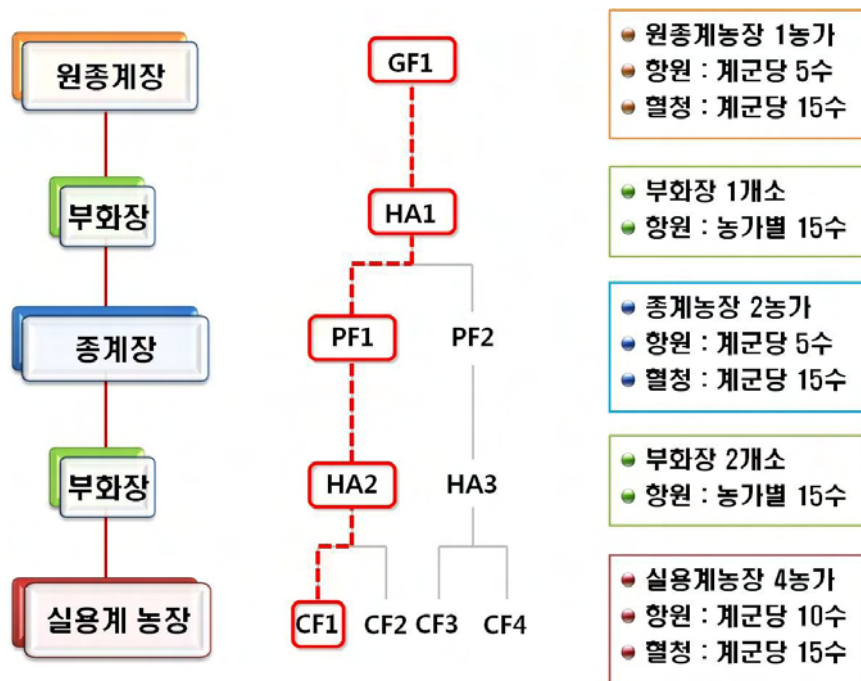 원종계장
GF1
원종계농장 1농가
항원 : 계군당 5수
혈청 : 계군당 15수
부화장
HA1
부화장 1개소
항원 : 농가별 15수
종계장
PF1
PF2
종계농장 2농가
항원 : 계군당 5수
혈청 : 계군당 15수
부화장
HA2
HA3
부화장 2개소
항원 : 농가별 15수
실용계 농장
CF1
CF2
CF3
CF4
실용계농장 4농가
항원 : 계군당 10수
혈청 : 계군당 15수